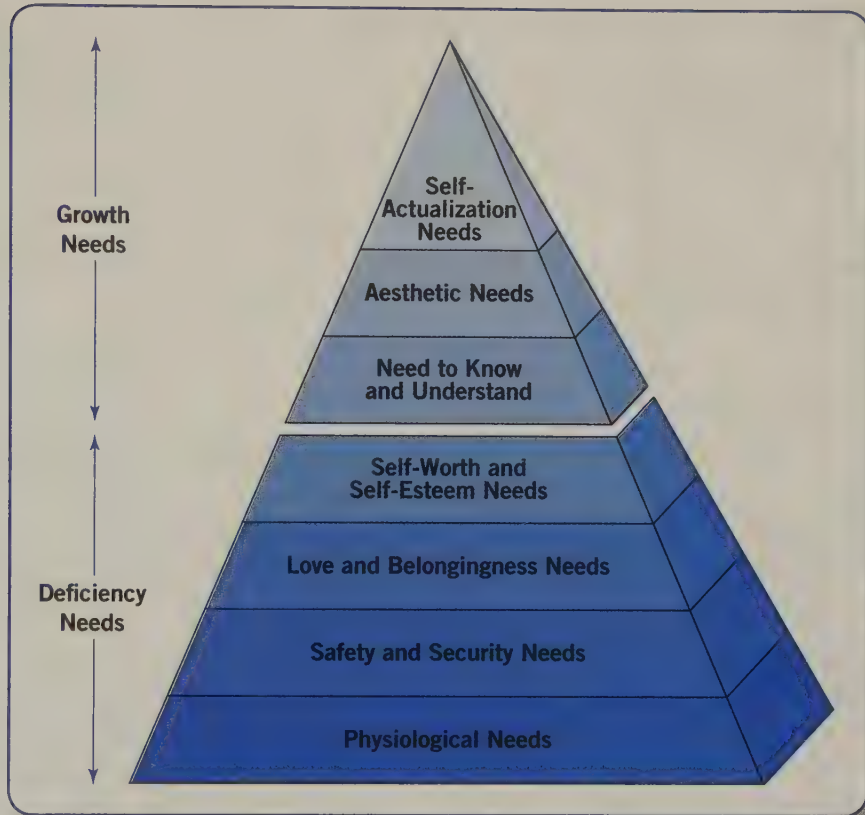 Growth
Needs
Self-
Actualization
Needs
Aesthetic Needs
Need to Know
and Understand
Deficiency
Needs
Self-Worth and
Self-Esteem Needs
Love and Belongingness Needs
Safety and Security Needs
Physiological Needs